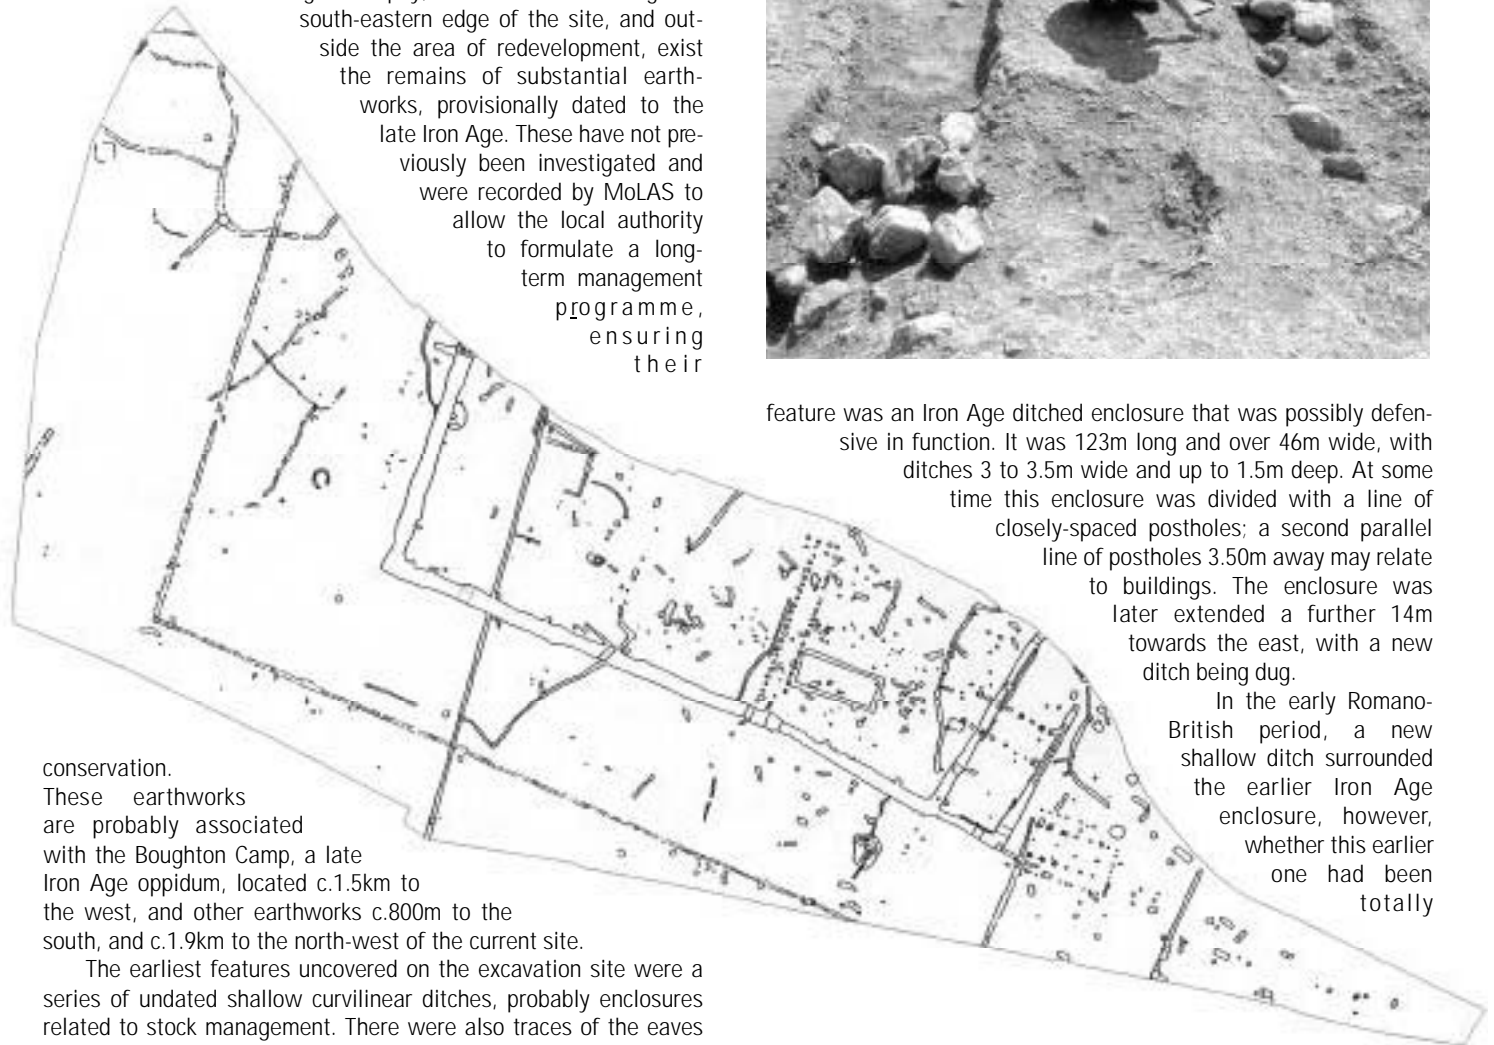 south-eastern edge of the site, and out-
side the area of redevelopment, exist
the remains of substantial earth-
works, provisionally dated to the
late Iron Age. These have not pre-
viously been investigated and
were recorded by MoLAS to
allow the local authority
to formulate a long-
term management
programme,
ensuring
their
conservation.
These earthworks
are probably associated
with the Boughton Camp, a late
Iron Age oppidum, located c.1.5km to
the west, and other earthworks c.800m to the
south, and c.1.9km to the north-west of the current site.
The earliest features uncovered on the excavation site were a
series of undated shallow curvilinear ditches, probably enclosures
related to stock management. There were also traces of the eaves
feature was an Iron Age ditched enclosure that was possibly defen-
sive in function. It was 123m long and over 46m wide, with
ditches 3 to 3.5m wide and up to 1.5m deep. At some
time this enclosure was divided with a line of
closely-spaced postholes; a second parallel
line of postholes 3.50m away may relate
to buildings. The enclosure was
later extended a further 14m
towards the east, with a new
ditch being dug.
In the early Romano-
British period, a new
shallow ditch surrounded
the earlier Iron Age
enclosure, however,
whether this earlier
one had been
totally